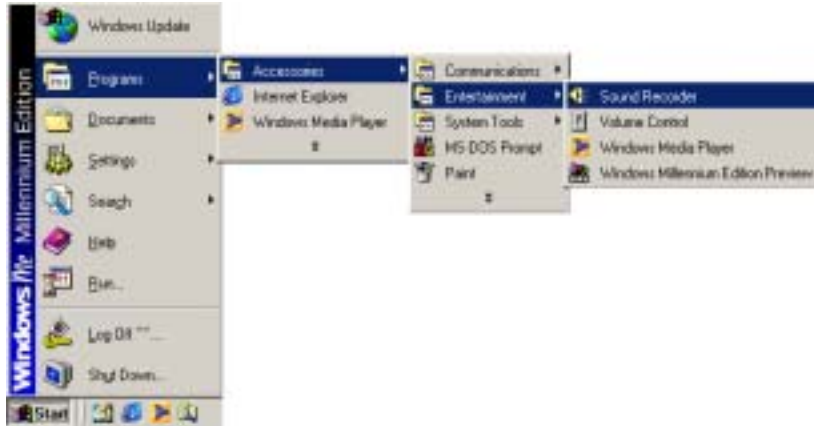 Windows Me Millennium Edition
Windows Update
Programs
Documents
Settings
Search
Help
Run...
Log Off ""...
Shut Down...
Start
Accessories
Internet Explorer
Windows Media Player
Communications
Entertainment
System Tools
MS-DOS Prompt
Paint
Sound Recorder
Volume Control
Windows Media Player
Windows Millennium Edition Preview